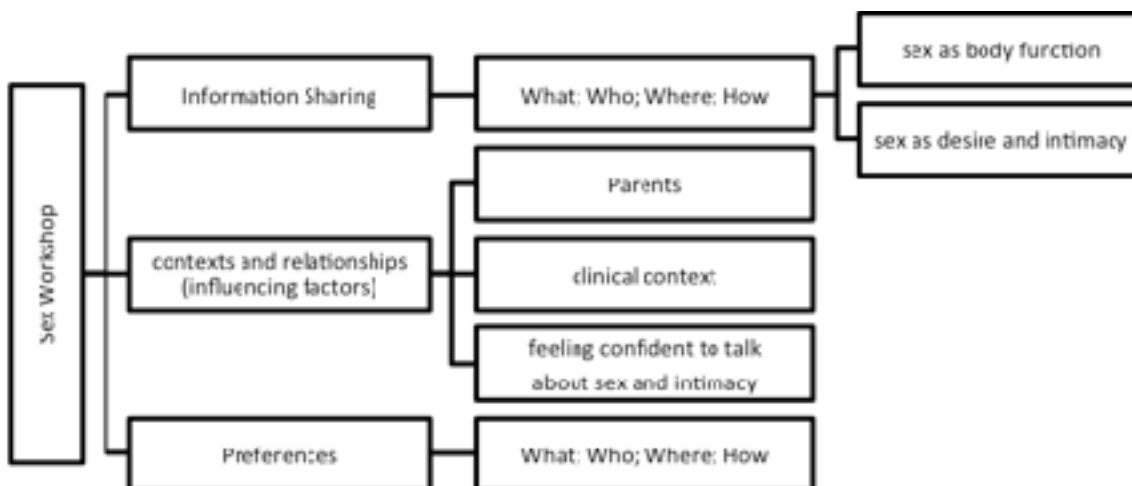 Sex Workshop
Information Sharing
What; Who; Where; How
sex as body function
sex as desire and intimacy
contexts and relationships
(influencing factors)
Parents
clinical context
feeling confident to talk
about sex and intimacy
Preferences
What; Who; Where; How